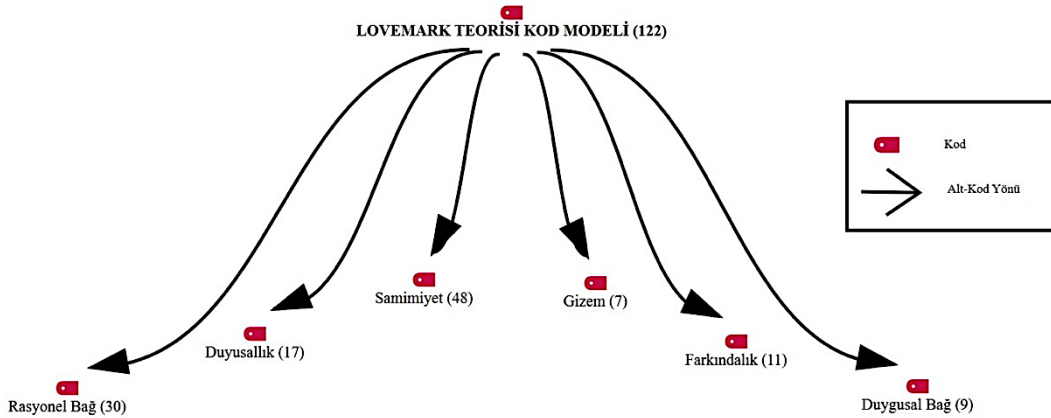 LOVEMARK TEORİSİ KOD MODELİ (122)
Kod
Alt-Kod Yönü
Samimiyet (48)
Gizem (7)
Duyusallık (17)
Farkındalık (11)
Rasyonel Bağ (30)
Duygusal Bağ (9)